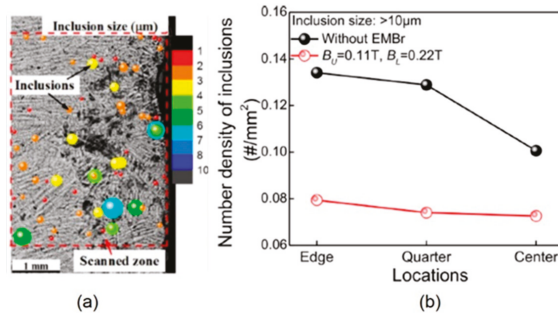 (a)
Inclusion size (μm)
Inclusions
1
2
3
4
5
6
7
8
10
Scanned zone
1 mm
(a)
Number density of inclusions
(#/mm²)
0.16
0.14
0.12
0.10
0.08
0.06
Inclusion size: >10μm
Without EMBr
B_U=0.11T, B_L=0.22T
Edge
Quarter
Center
Locations
(b)